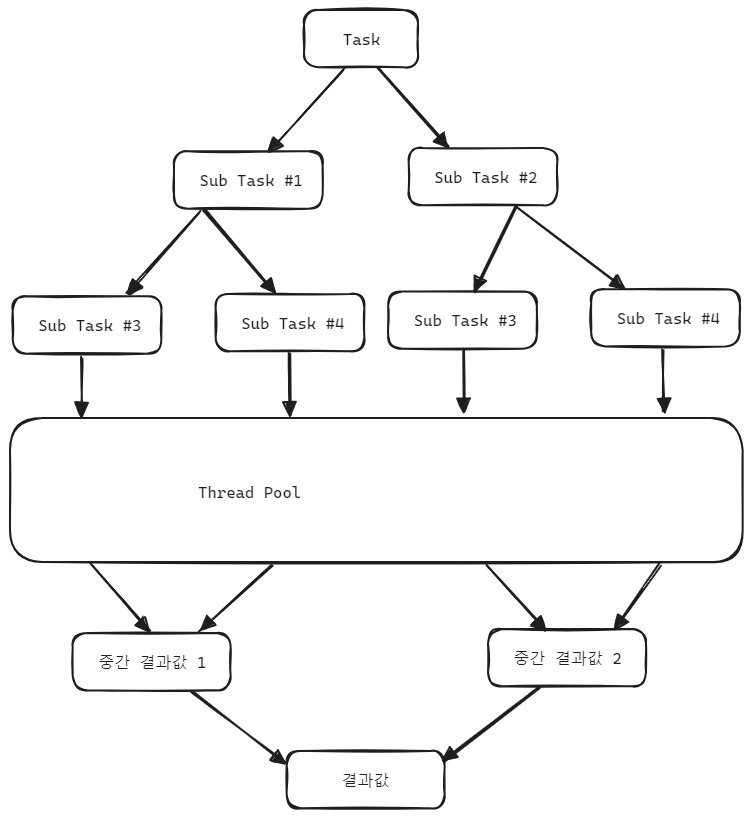 Task
Sub Task #1
Sub Task #2
Sub Task #3
Sub Task #4
Sub Task #3
Sub Task #4
Thread Pool
중간 결과값 1
중간 결과값 2
결과값